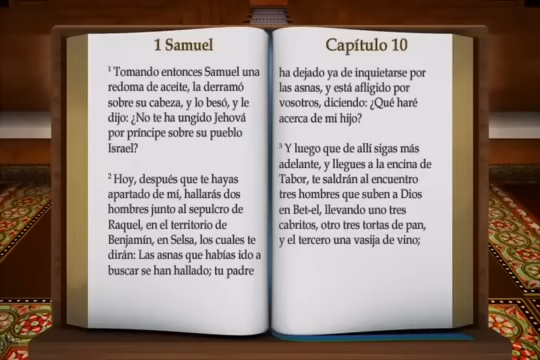 1 Samuel
¹ Tomando entonces Samuel una
redoma de aceite, la derramó
sobre su cabeza, y lo besó, y le
dijo: ¿No te ha ungido Jehová
por príncipe sobre su pueblo
Israel?
² Hoy, después que te hayas
apartado de mí, hallarás dos
hombres junto al sepulcro de
Raquel, en el territorio de
Benjamín, en Selsa, los cuales te
dirán: Las asnas que habías ido a
buscar se han hallado; tu padre
Capítulo 10
ha dejado ya de inquietarse por
las asnas, y está afligido por
vosotros, diciendo: ¿Qué haré
acerca de mi hijo?
³ Y luego que de allí sigas más
adelante, y llegues a la encina de
Tabor, te saldrán al encuentro
tres hombres que suben a Dios
en Bet-el, llevando uno tres
cabritos, otro tres tortas de pan,
y el tercero una vasija de vino;